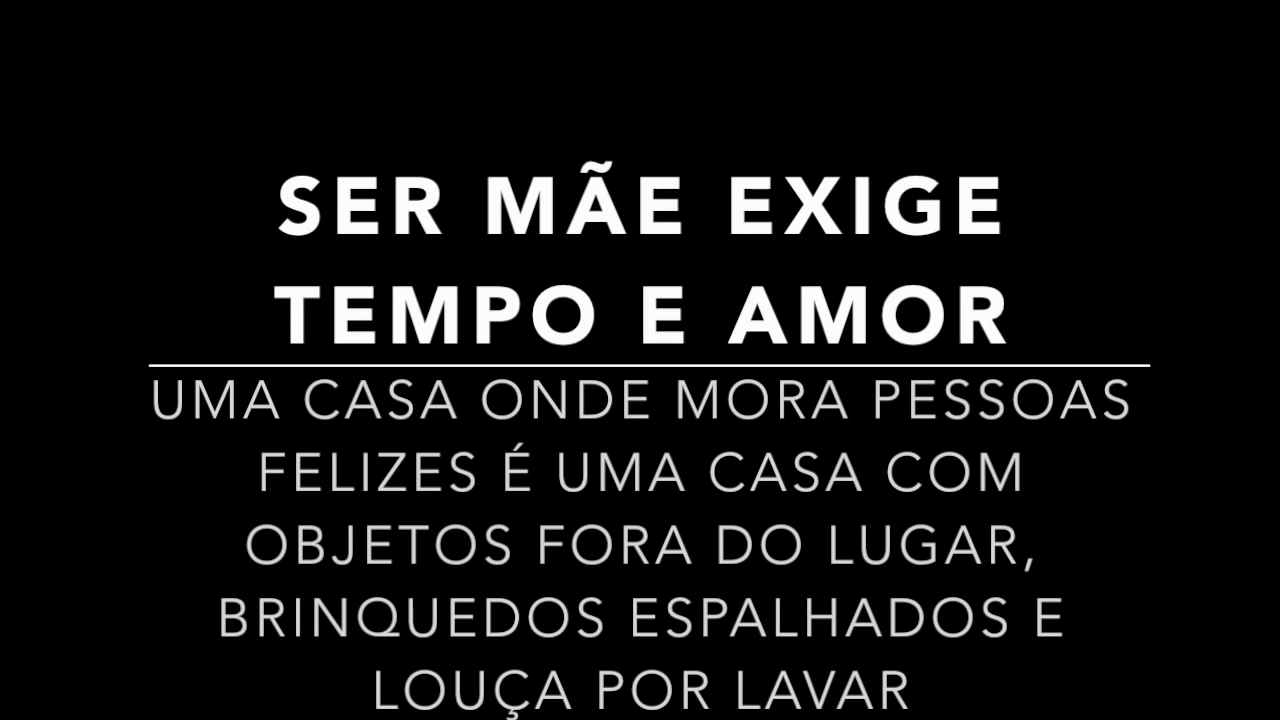 SER MÃE EXIGE
TEMPO E AMOR
UMA CASA ONDE MORA PESSOAS
FELIZES É UMA CASA COM
OBJETOS FORA DO LUGAR,
BRINQUEDOS ESPALHADOS E
LOUÇA POR LAVAR